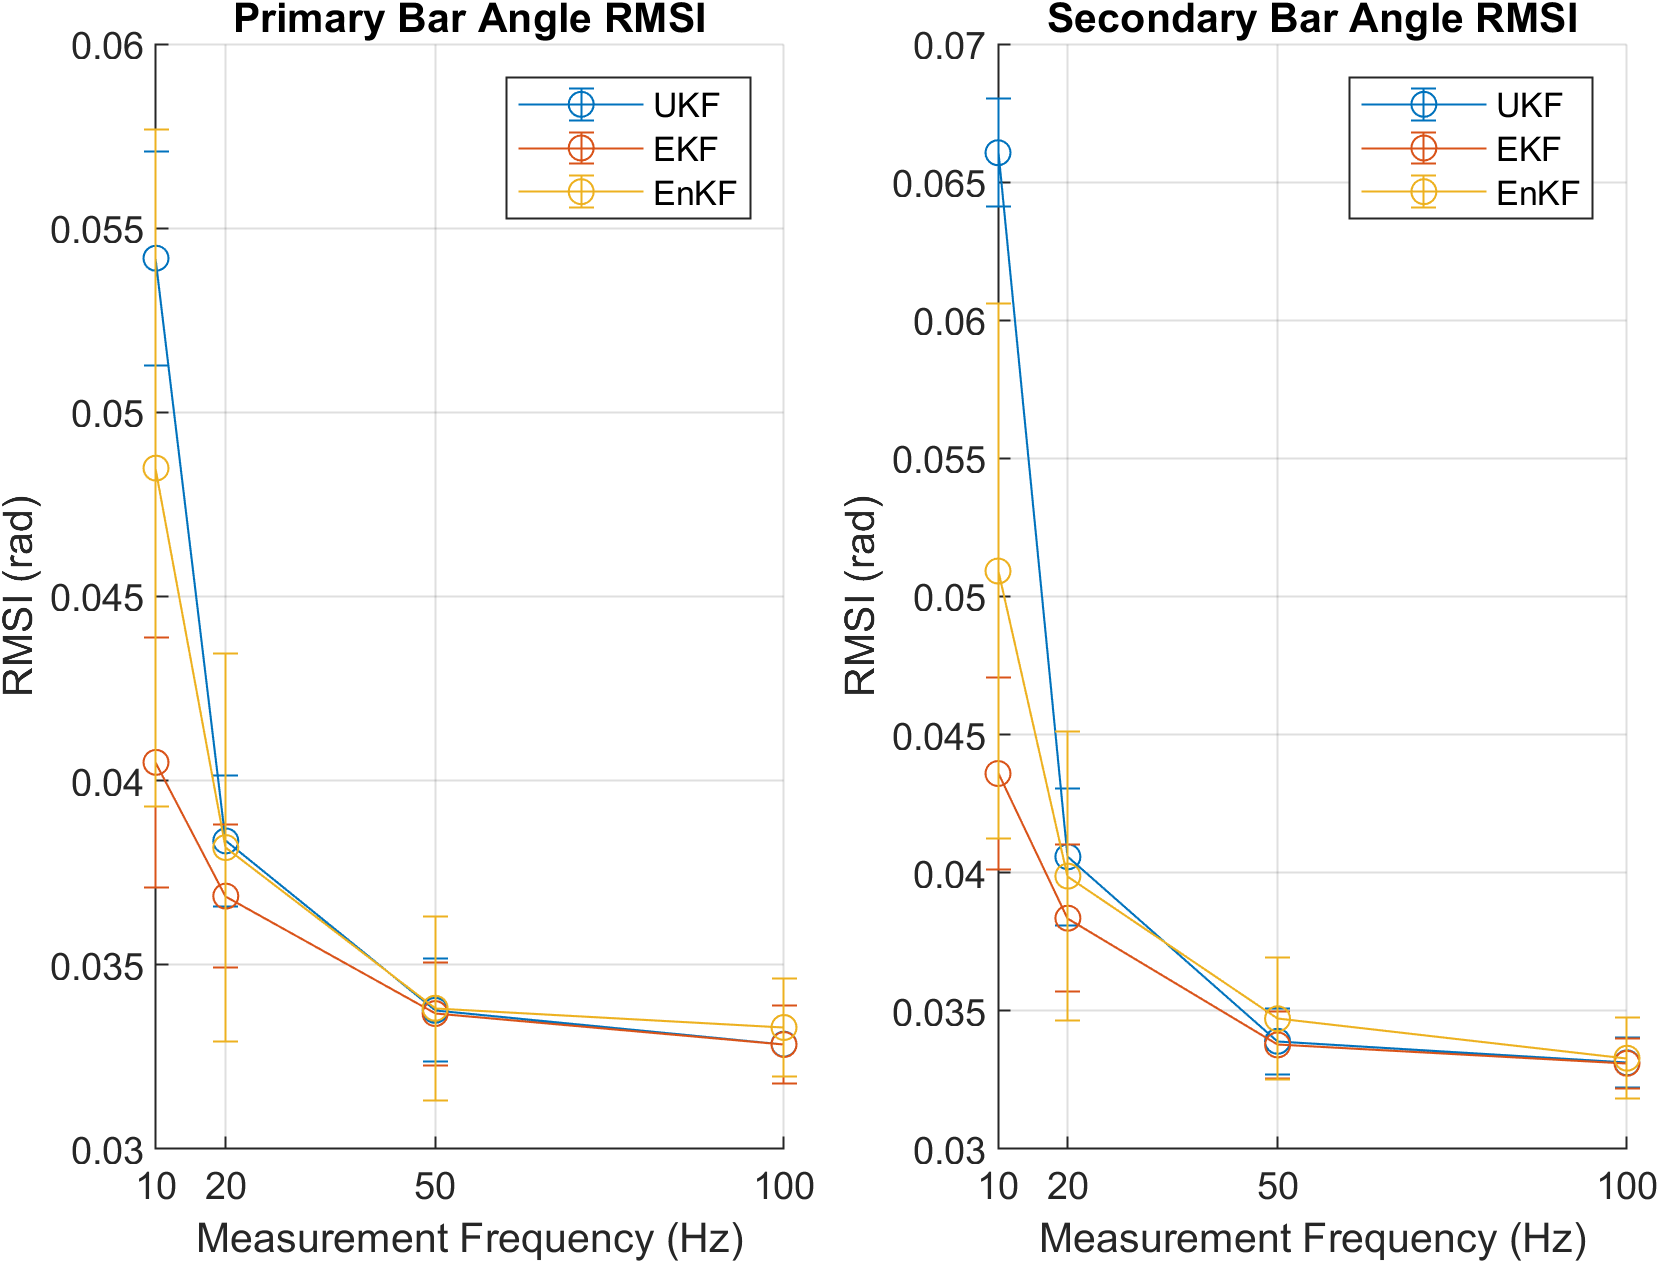 Primary Bar Angle RMSI
0.06
0.055
0.05
0.045
0.04
0.035
0.03
10 20 50 100
RMSI (rad)
Measurement Frequency (Hz)
UKF
EKF
EnKF
Secondary Bar Angle RMSI
0.07
0.065
0.06
0.055
0.05
0.045
0.04
0.035
0.03
10 20 50 100
RMSI (rad)
Measurement Frequency (Hz)
UKF
EKF
EnKF